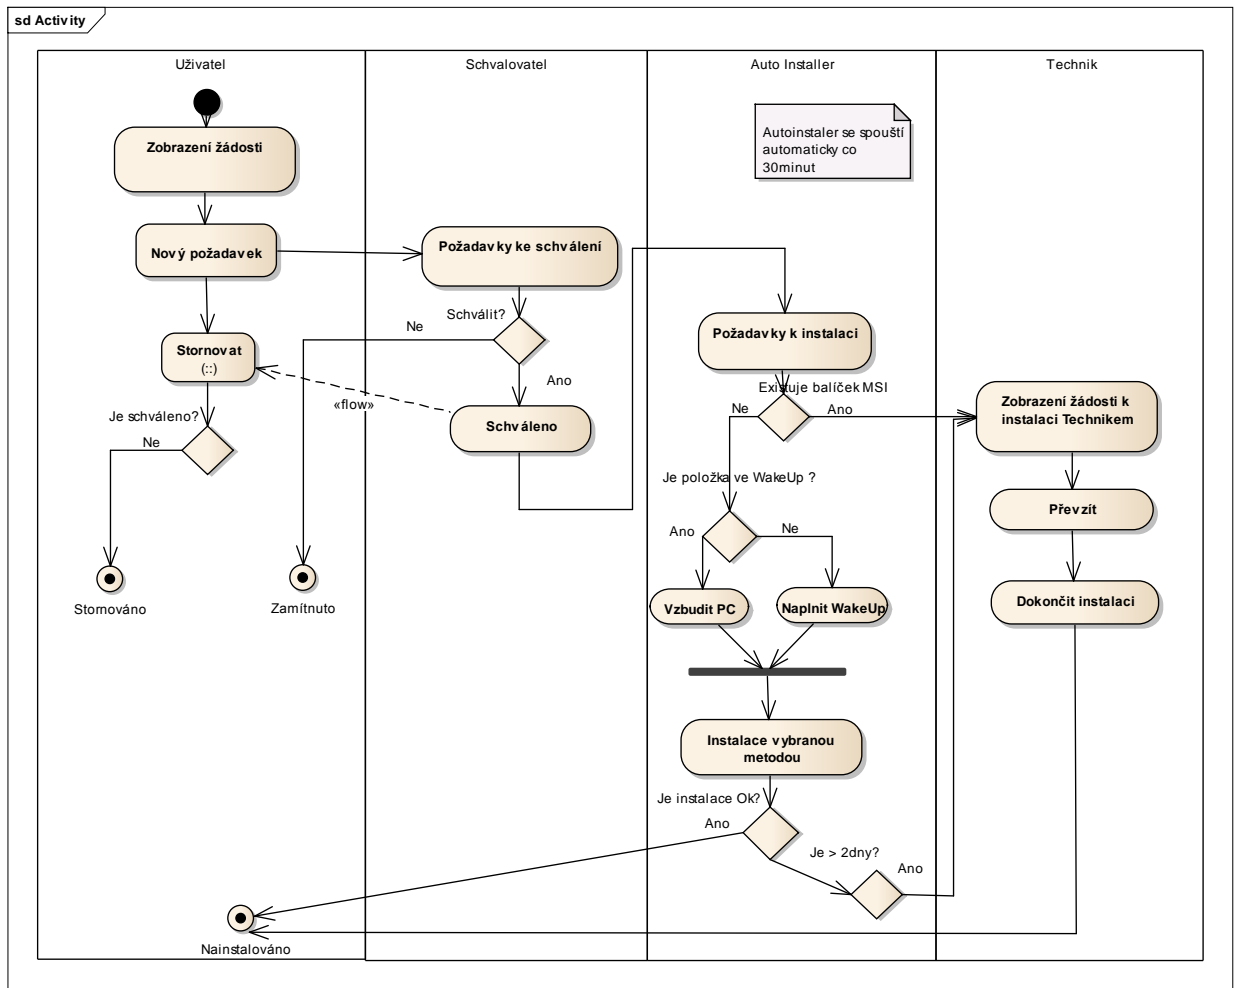 sd Activity
Uživatel
Schvalovatel
Auto Installer
Technik
Autoinstaler se spouští
automaticky co
30minut
Zobrazení žádosti
Nový požadavek
Požadavky ke schválení
Schválit?
Ne
Ano
Stornovat
(::)
«flow»
Schváleno
Je schváleno?
Ne
Stornováno
Zamítnuto
Požadavky k instalaci
Existuje balíček MSI
Ne
Ano
Je položka ve WakeUp ?
Ano
Ne
Vzbudit PC
Naplnit WakeUp
Instalace vybranou
metodou
Je instalace Ok?
Ano
Je > 2dny?
Ano
Zobrazení žádosti k
instalaci Technikem
Převzít
Dokončit instalaci
Nainstalováno